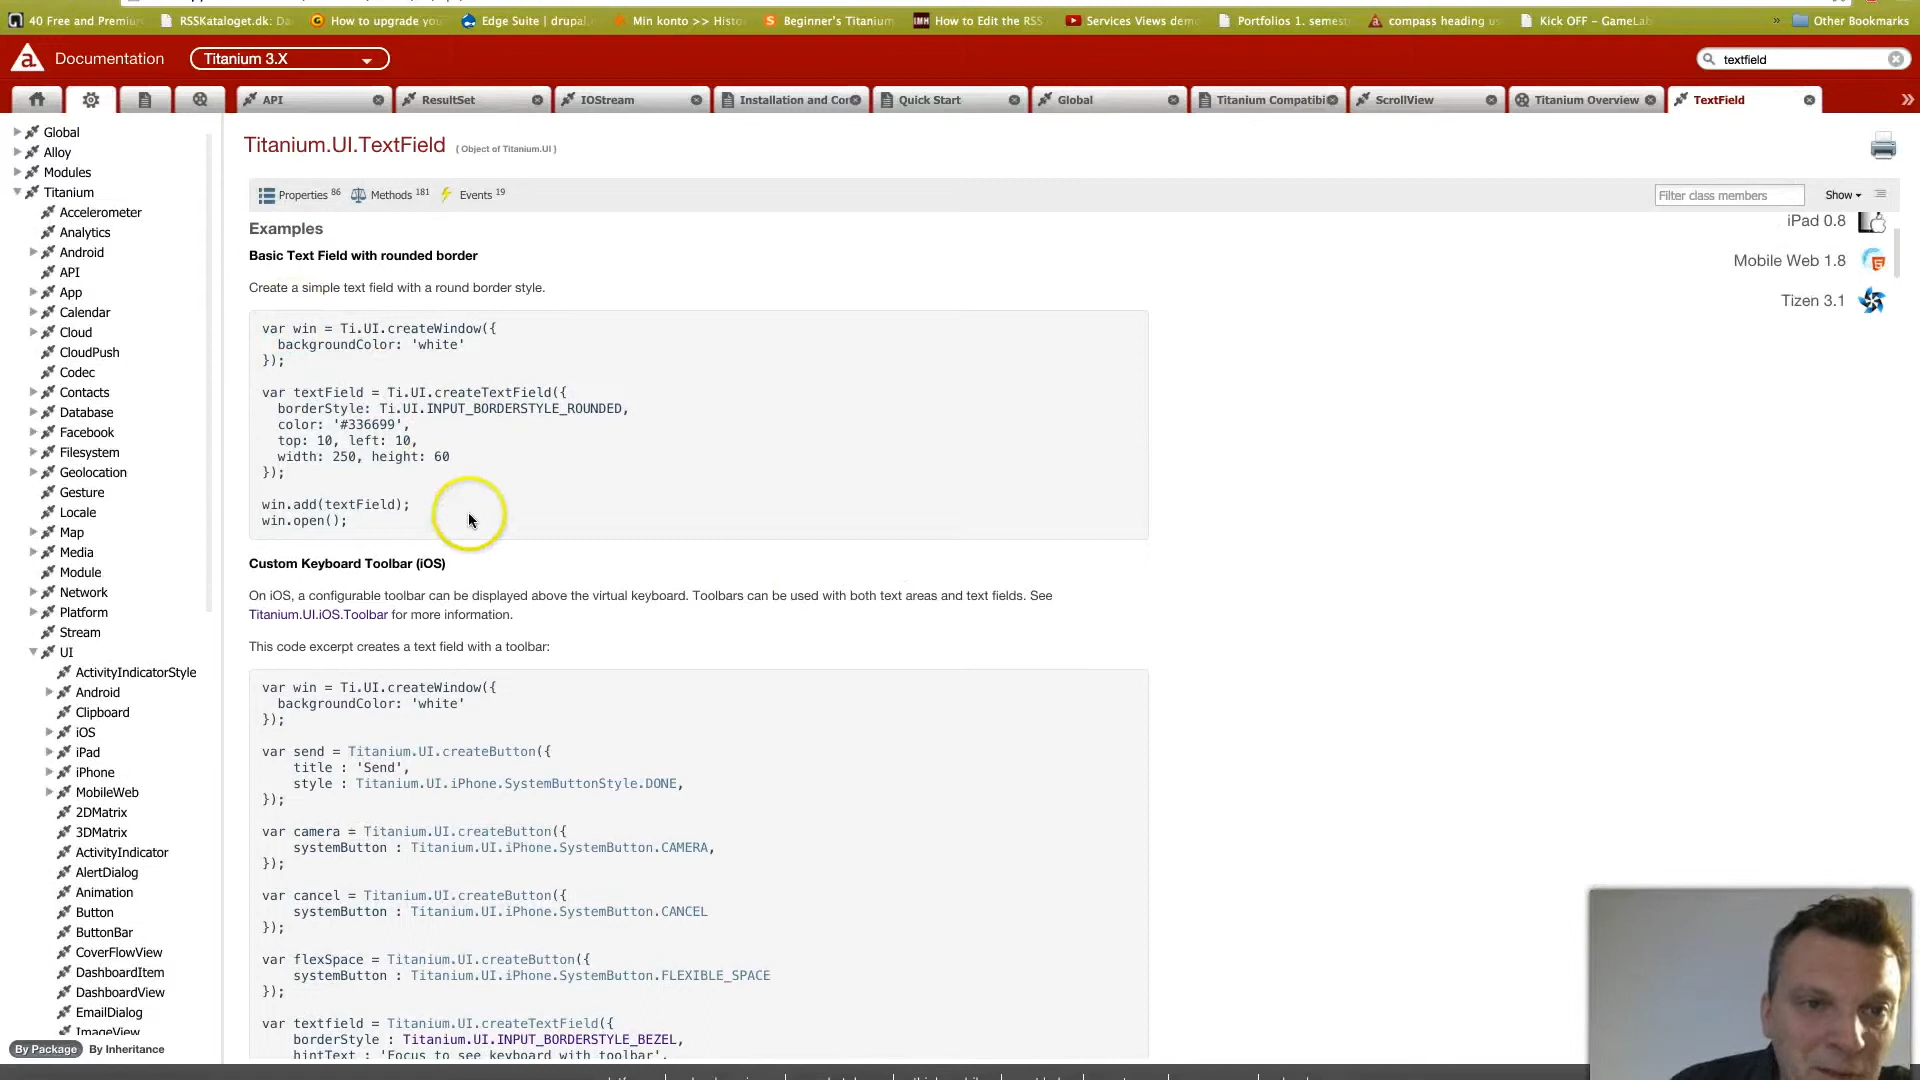 40 Free and Premium
RSSKataloget.dk: Da
How to upgrade you
Edge Suite | drupal.
Min konto >> Histo
Beginner's Titanium
How to Edit the RSS
Services Views demo
Portfolios 1. semest
compass heading us
Kick OFF - GameLab
» Other Bookmarks
Documentation
Titanium 3.X
textfield
API
ResultSet
IOStream
Installation and Con
Quick Start
Global
Titanium Compatibi
ScrollView
Titanium Overview
TextField
»
Global
Alloy
Modules
Titanium
Accelerometer
Analytics
Android
API
App
Calendar
Cloud
CloudPush
Codec
Contacts
Database
Facebook
Filesystem
Geolocation
Gesture
Locale
Map
Media
Module
Network
Platform
Stream
UI
ActivityIndicatorStyle
Android
Clipboard
iOS
iPad
iPhone
MobileWeb
2DMatrix
3DMatrix
ActivityIndicator
AlertDialog
Animation
Button
ButtonBar
CoverFlowView
DashboardItem
DashboardView
EmailDialog
ImageView
By Package By Inheritance
Titanium.UI.TextField ( Object of Titanium.UI )
Properties 86 Methods 181 Events 19
Filter class members
Show
iPad 0.8
Mobile Web 1.8
Tizen 3.1
Examples
Basic Text Field with rounded border
Create a simple text field with a round border style.
var win = Ti.UI.createWindow({
backgroundColor: 'white'
});
var textField = Ti.UI.createTextField({
borderStyle: Ti.UI.INPUT_BORDERSTYLE_ROUNDED,
color: '#336699',
top: 10, left: 10,
width: 250, height: 60
});
win.add(textField);
win.open();
Custom Keyboard Toolbar (iOS)
On iOS, a configurable toolbar can be displayed above the virtual keyboard. Toolbars can be used with both text areas and text fields. See
Titanium.UI.iOS.Toolbar for more information.
This code excerpt creates a text field with a toolbar:
var win = Ti.UI.createWindow({
backgroundColor: 'white'
});
var send = Titanium.UI.createButton({
title : 'Send',
style : Titanium.UI.iPhone.SystemButtonStyle.DONE,
});
var camera = Titanium.UI.createButton({
systemButton : Titanium.UI.iPhone.SystemButton.CAMERA,
});
var cancel = Titanium.UI.createButton({
systemButton : Titanium.UI.iPhone.SystemButton.CANCEL
});
var flexSpace = Titanium.UI.createButton({
systemButton : Titanium.UI.iPhone.SystemButton.FLEXIBLE_SPACE
});
var textfield = Titanium.UI.createTextField({
borderStyle : Titanium.UI.INPUT_BORDERSTYLE_BEZEL,
hintText : 'Focus to see keyboard with toolbar',